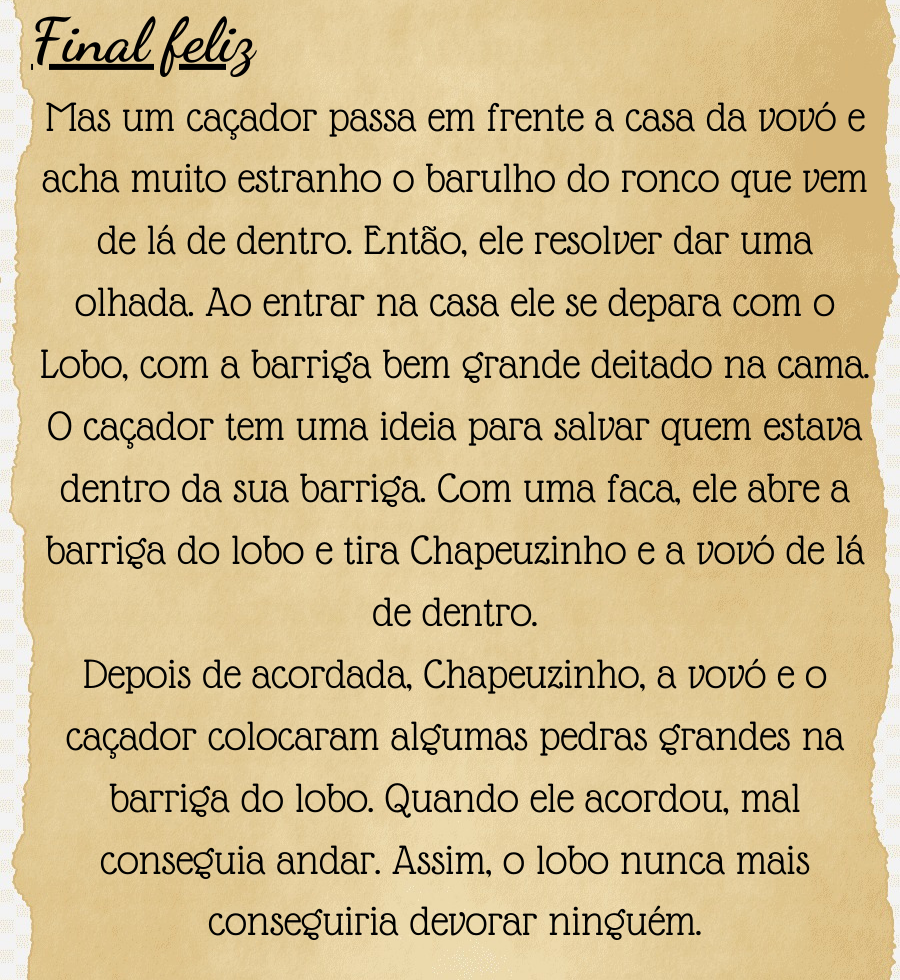 Final feliz
Mas um caçador passa em frente a casa da vovó e
acha muito estranho o barulho do ronco que vem
de lá de dentro. Então, ele resolver dar uma
olhada. Ao entrar na casa ele se depara com o
Lobo, com a barriga bem grande deitado na cama.
O caçador tem uma ideia para salvar quem estava
dentro da sua barriga. Com uma faca, ele abre a
barriga do lobo e tira Chapeuzinho e a vovó de lá
de dentro.
Depois de acordada, Chapeuzinho, a vovó e o
caçador colocaram algumas pedras grandes na
barriga do lobo. Quando ele acordou, mal
conseguia andar. Assim, o lobo nunca mais
conseguiria devorar ninguém.